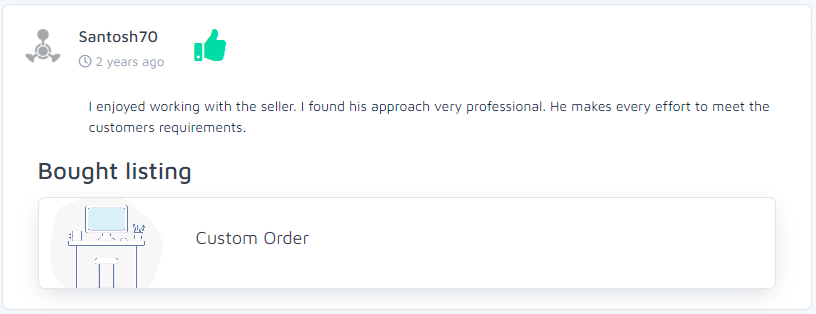 Santosh70
2 years ago
I enjoyed working with the seller. I found his approach very professional. He makes every effort to meet the
customers requirements.
Bought listing
Custom Order